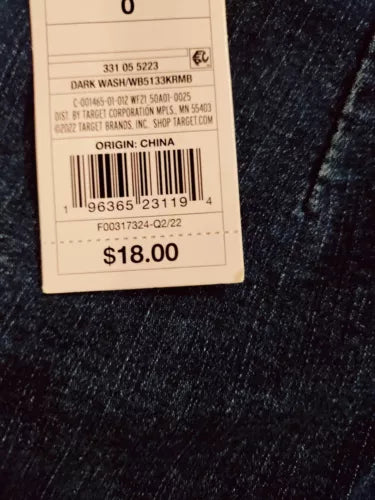 0
331 05 5223
DARK WASH/WB5133KRMB
C-001465-01-012 WF21 50A01-0025
DIST. BY TARGET CORPORATION MPLS., MN 55403
©2022 TARGET BRANDS, INC. SHOP TARGET.COM
ORIGIN: CHINA
1 96365 23119 4
F00317324-Q2/22
$18.00